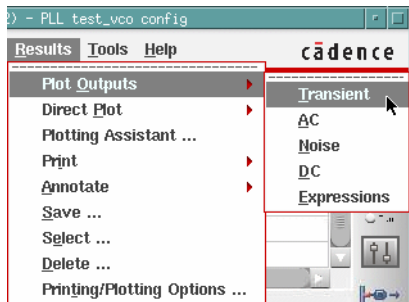 2) - PLL test_vco config
Results Tools Help
cādence
Plot Outputs
Direct Plot
Plotting Assistant ...
Print
Annotate
Save ...
Select ...
Delete ...
Printing/Plotting Options ...
Transient
AC
Noise
DC
Expressions